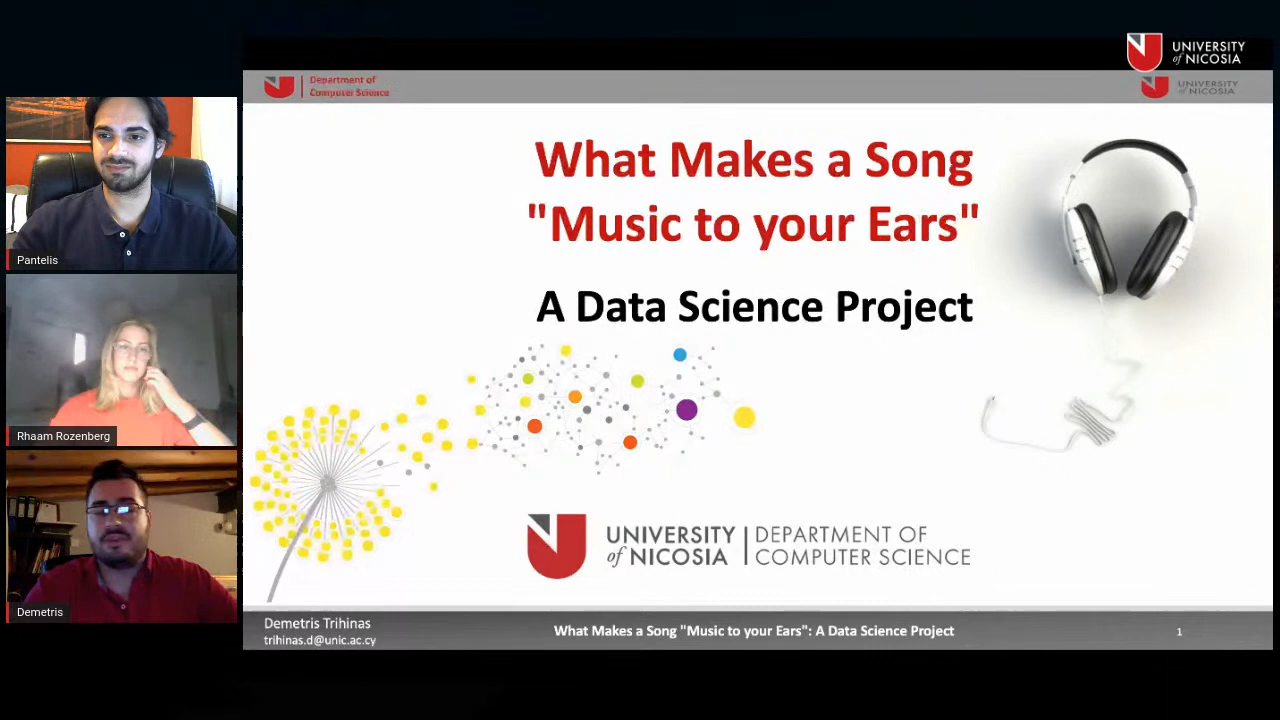 UNIVERSITY
of NICOSIA
Department of
Computer Science
UNIVERSITY
of NICOSIA
What Makes a Song
"Music to your Ears"
A Data Science Project
Pantelis
Rhaam Rozenberg
Demetris
UNIVERSITY
of NICOSIA
DEPARTMENT OF
COMPUTER SCIENCE
Demetris Trihinas
trihinas.d@unic.ac.cy
What Makes a Song "Music to your Ears": A Data Science Project
1